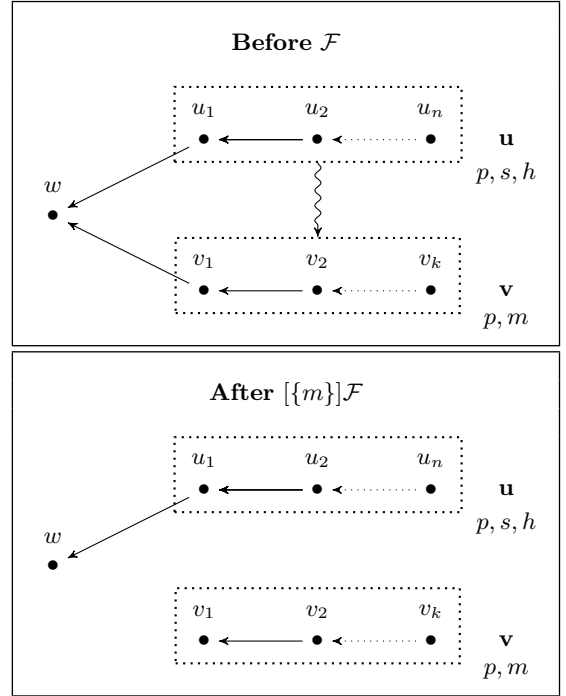 Before ℱ
u₁ u₂ uₙ
u
p, s, h
w
v₁ v₂ vₖ
v
p, m
After [{m}]ℱ
u₁ u₂ uₙ
u
p, s, h
w
v₁ v₂ vₖ
v
p, m